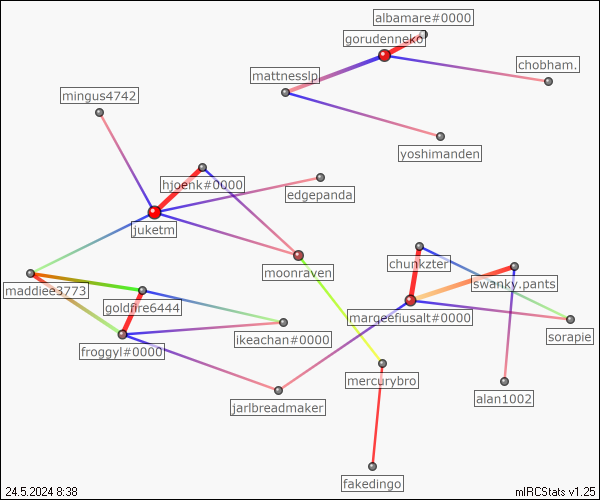 albamare#0000
gorudenneko
chobham.
mattnesslp
mingus4742
yoshimanden
hjoenk#0000
edgepanda
juketm
moonraven
chunkzter
swanky.pants
maddiee3773
goldfire6444
marqeefiusalt#0000
sorapie
froggyl#0000
ikeachan#0000
mercurybro
jarlbreadmaker
alan1002
fakedingo
24.5.2024 8:38
mIRCStats v1.25